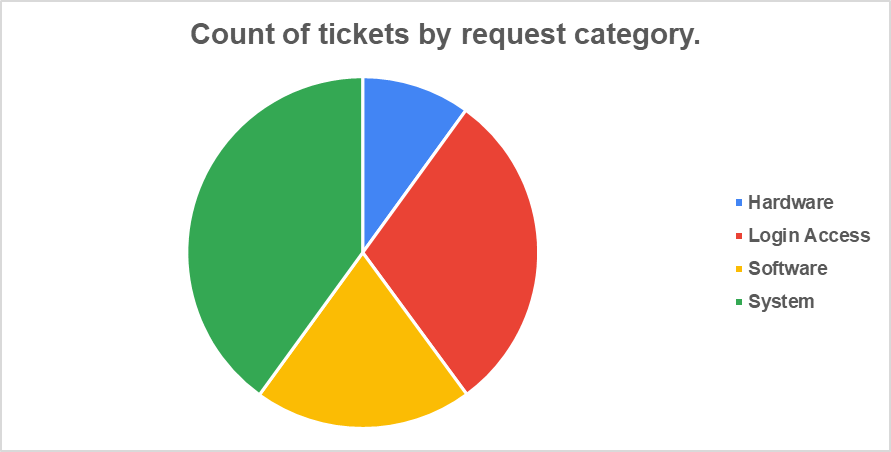 Count of tickets by request category.
Hardware
Login Access
Software
System